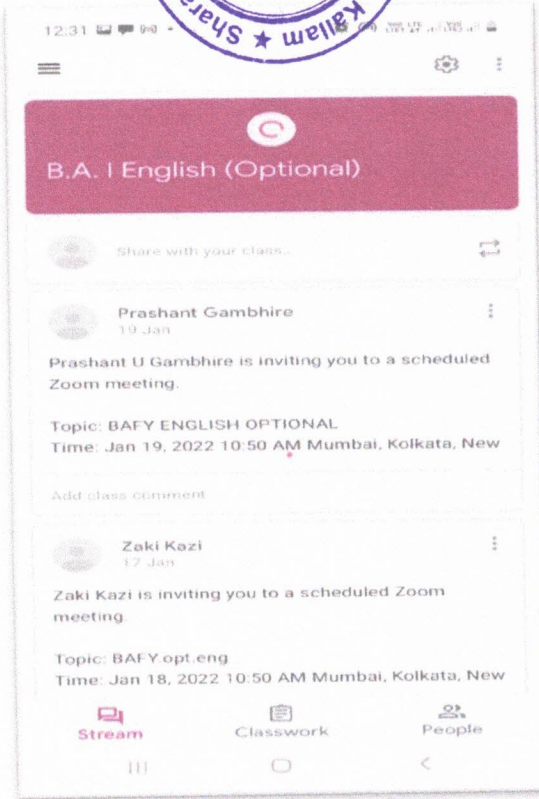 Shara ★ Kallam
12:31
B.A. I English (Optional)
Share with your class...
Prashant Gambhire
19 Jan
Prashant U Gambhire is inviting you to a scheduled
Zoom meeting.
Topic: BAFY ENGLISH OPTIONAL
Time: Jan 19, 2022 10:50 AM Mumbai, Kolkata, New
Add class comment
Zaki Kazi
17 Jan
Zaki Kazi is inviting you to a scheduled Zoom
meeting.
Topic: BAFY.opt.eng
Time: Jan 18, 2022 10:50 AM Mumbai, Kolkata, New
Stream
Classwork
People